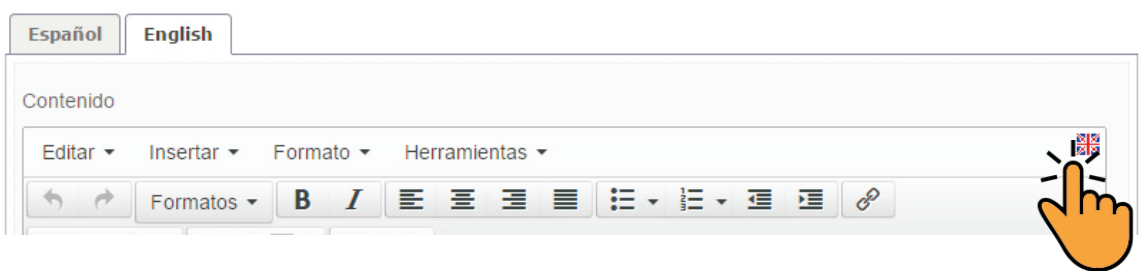 Español English
Contenido
Editar Insertar Formato Herramientas
Formatos B I